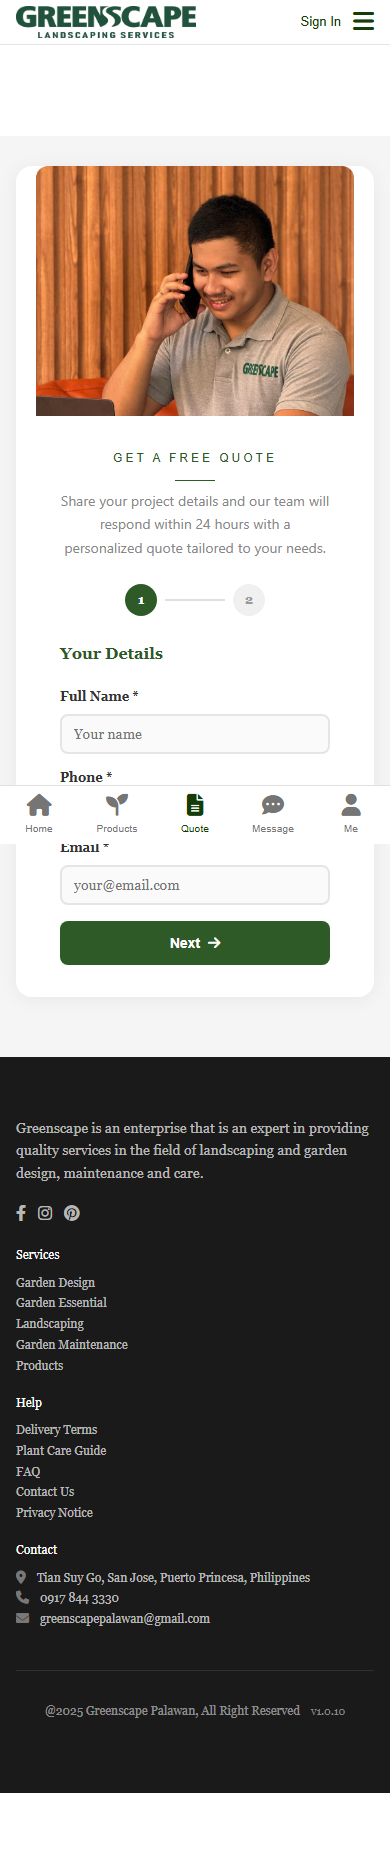 GREENSCAPE
LANDSCAPING SERVICES
Sign In
GREENSCAPE
GET A FREE QUOTE
Share your project details and our team will
respond within 24 hours with a
personalized quote tailored to your needs.
1
2
Your Details
Full Name *
Your name
Phone *
Home
Products
Quote
Message
Me
Email *
your@email.com
Next
Greenscape is an enterprise that is an expert in providing
quality services in the field of landscaping and garden
design, maintenance and care.
Services
Garden Design
Garden Essential
Landscaping
Garden Maintenance
Products
Help
Delivery Terms
Plant Care Guide
FAQ
Contact Us
Privacy Notice
Contact
Tian Suy Go, San Jose, Puerto Princesa, Philippines
0917 844 3330
greenscapepalawan@gmail.com
@2025 Greenscape Palawan, All Right Reserved v1.0.10